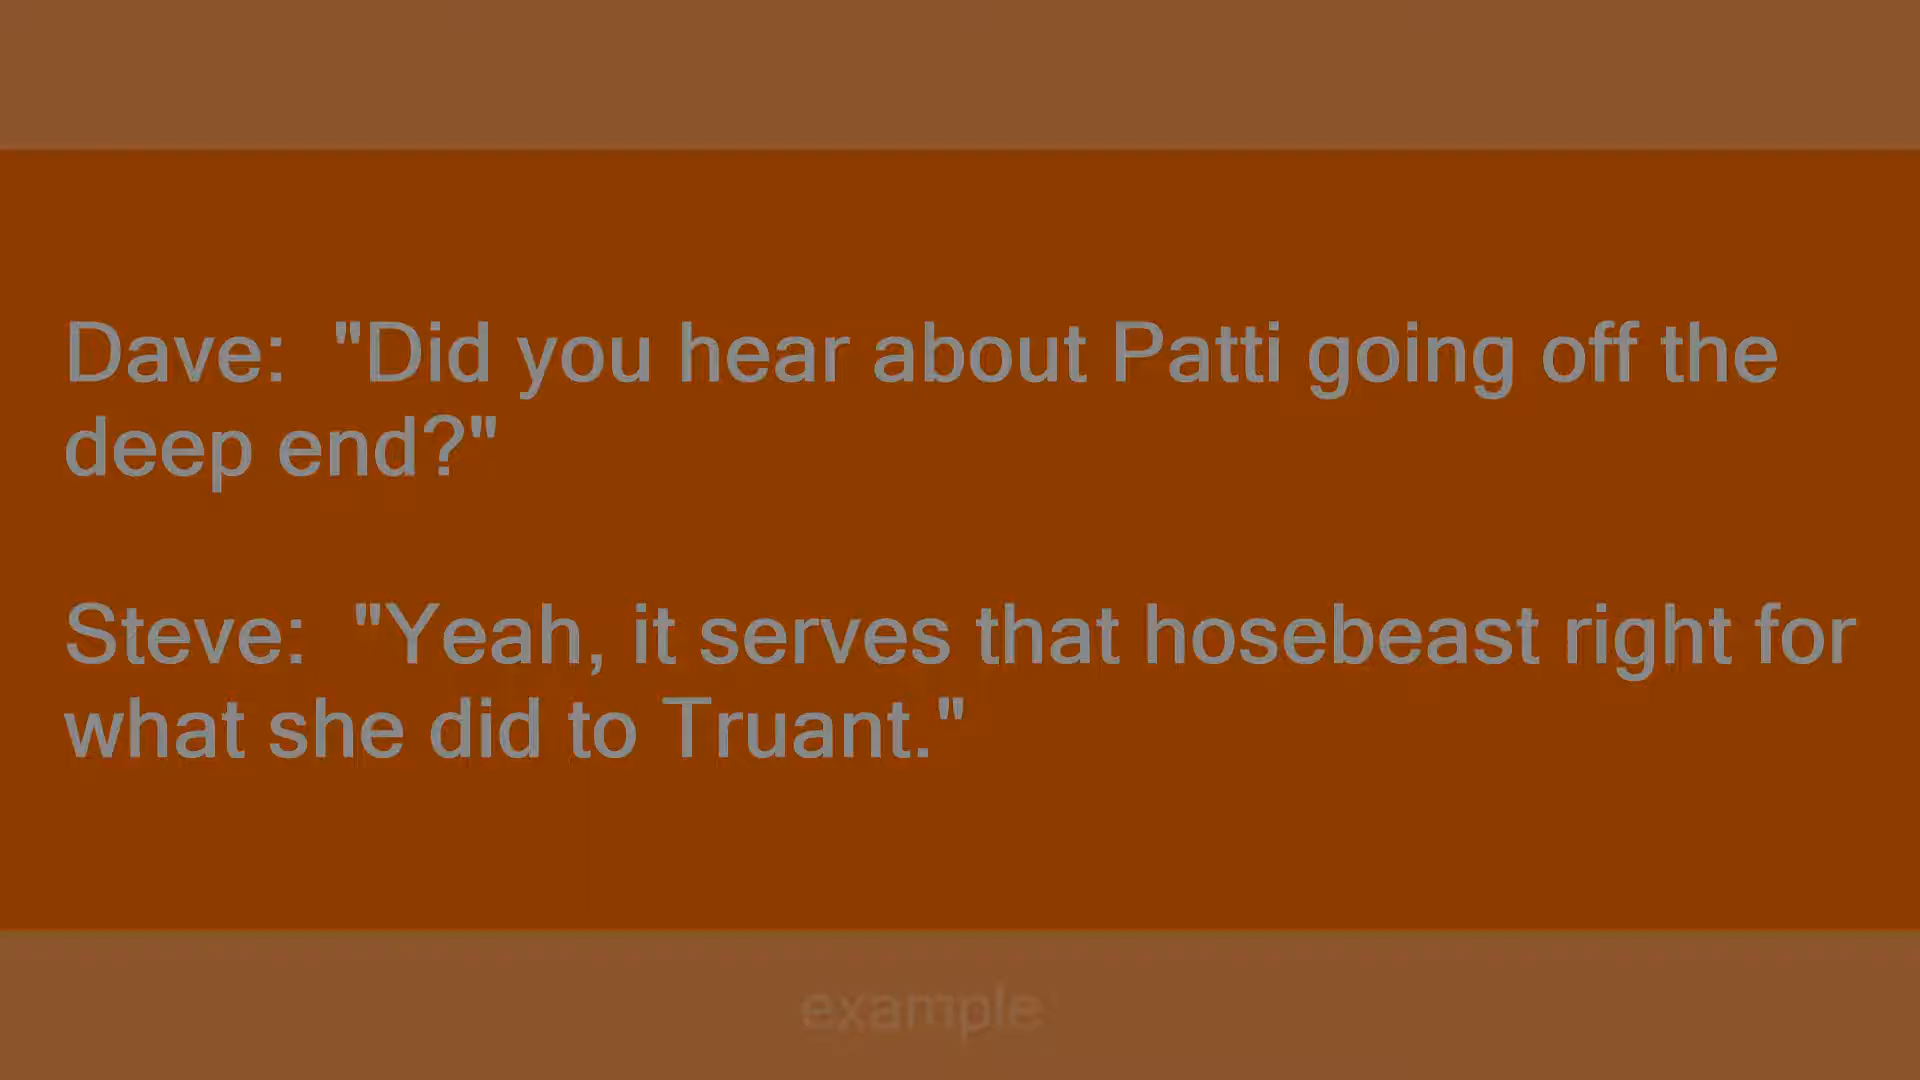 Dave:  "Did you hear about Patti going off the
deep end?"
Steve:  "Yeah, it serves that hosebeast right for
what she did to Truant."
example